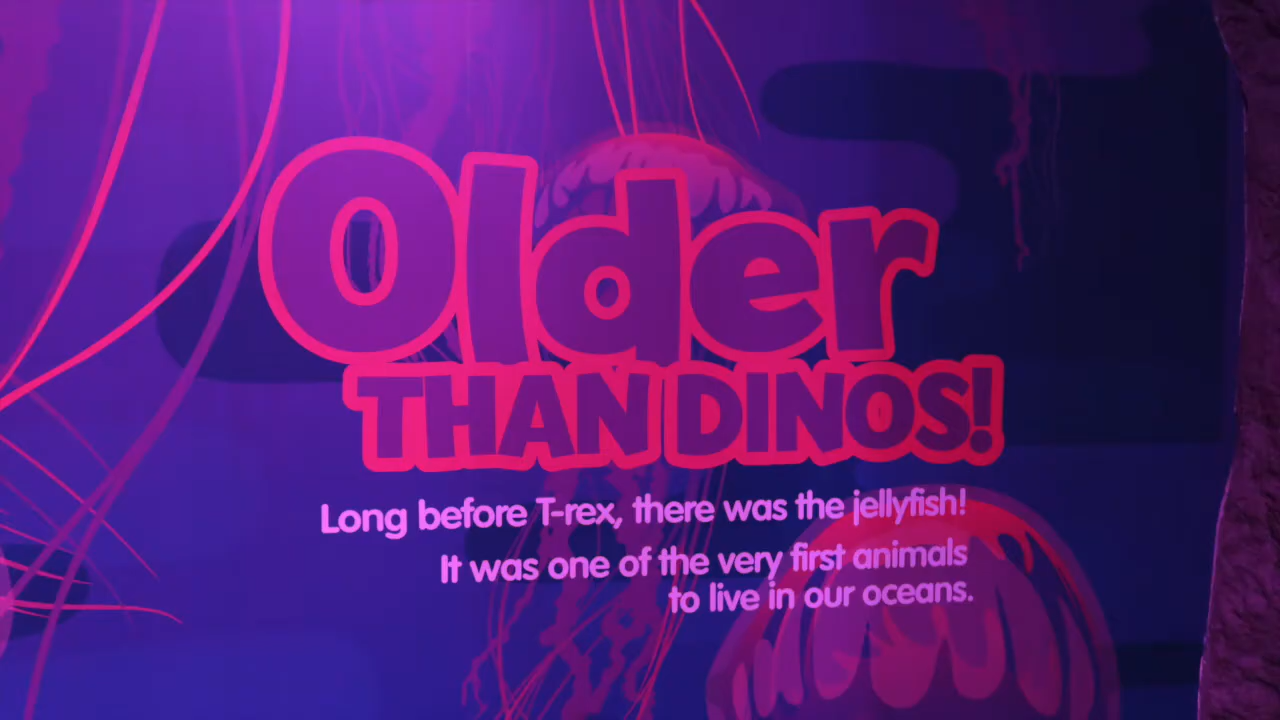 Older
THAN DINOS!
Long before T-rex, there was the jellyfish!
It was one of the very first animals
to live in our oceans.